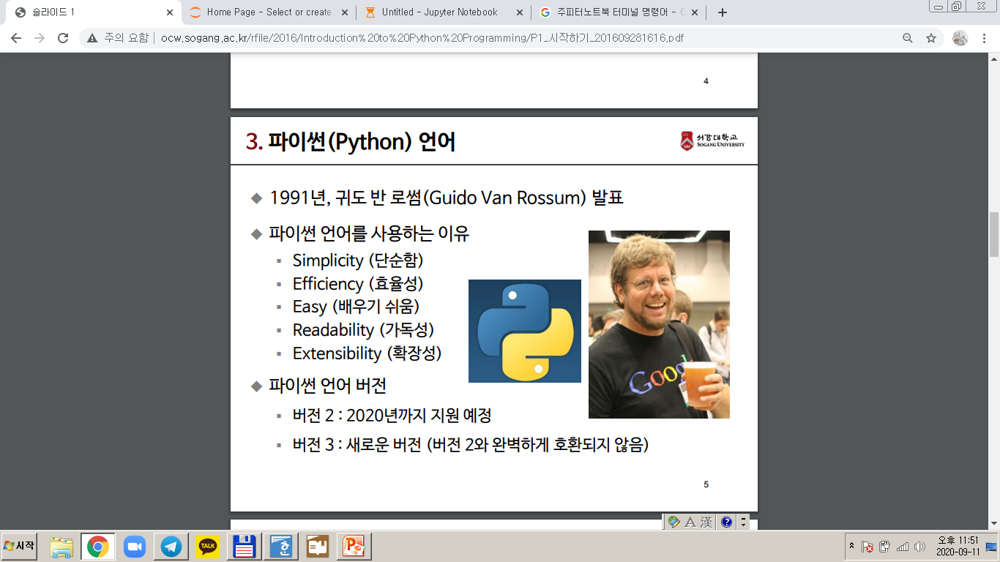 슬라이드 1
Home Page - Select or create
Untitled - Jupyter Notebook
주피터노트북 터미널 명령어 - G
주의 요함
ocw.sogang.ac.kr/rfile/2016/Introduction%20to%20Python%20Programming/P1_시작하기_201609281616.pdf
4
3. 파이썬(Python) 언어
서강대학교
SOGANG UNIVERSITY
◆ 1991년, 귀도 반 로썸(Guido Van Rossum) 발표
◆ 파이썬 언어를 사용하는 이유
▪ Simplicity (단순함)
▪ Efficiency (효율성)
▪ Easy (배우기 쉬움)
▪ Readability (가독성)
▪ Extensibility (확장성)
Google
◆ 파이썬 언어 버전
▪ 버전 2 : 2020년까지 지원 예정
▪ 버전 3 : 새로운 버전 (버전 2와 완벽하게 호환되지 않음)
5
A 漢 ?
시작
TALK
한
오후 11:51
2020-09-11